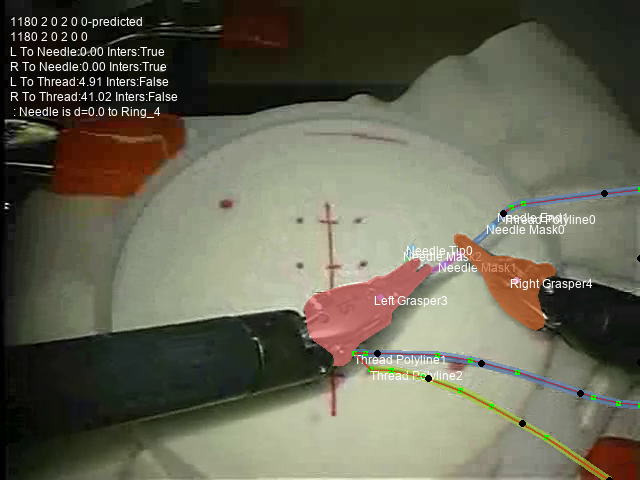 1180 2 0 2 0 0-predicted
1180 2 0 2 0 0
L To Needle:0.00 Inters:True
R To Needle:0.00 Inters:True
L To Thread:4.91 Inters:False
R To Thread:41.02 Inters:False
: Needle is d=0.0 to Ring_4
Needle End1
Thread Polyline0
Needle Mask0
Needle Tip0
Needle Mask2
Needle Mask1
Right Grasper4
Left Grasper3
Thread Polyline1
Thread Polyline2